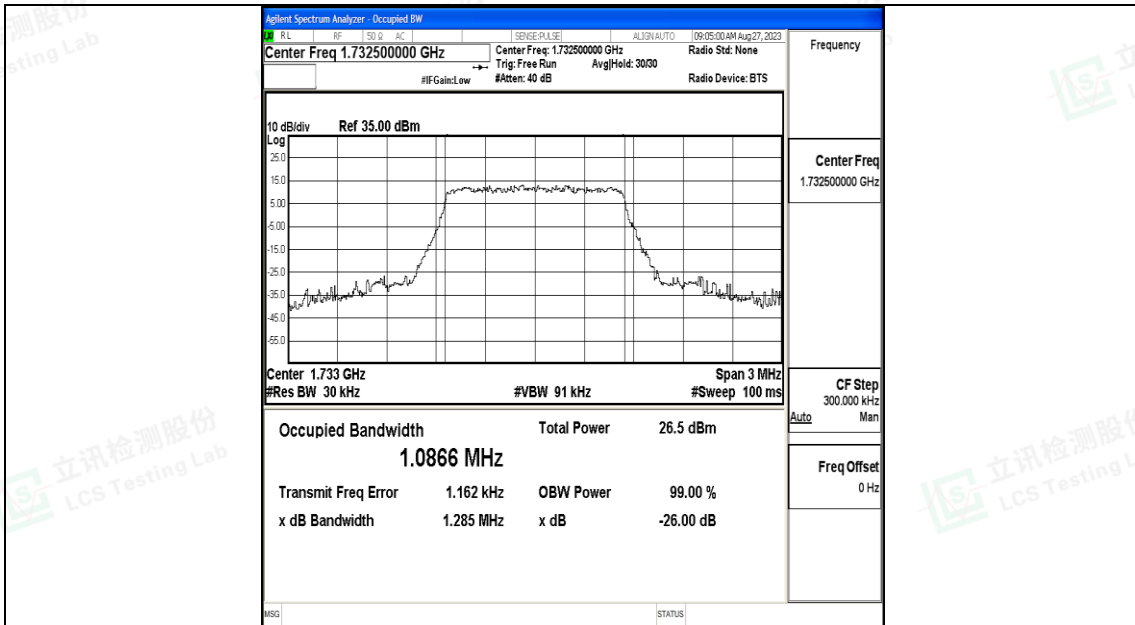 Agilent Spectrum Analyzer - Occupied BW
RL RF 50 Ω AC SENSE:PULSE ALIGN AUTO 09:05:00 AM Aug 27, 2023
Center Freq 1.732500000 GHz
Center Freq: 1.732500000 GHz
Radio Std: None
Trig: Free Run Avg|Hold: 30/30
#IFGain:Low #Atten: 40 dB Radio Device: BTS
Frequency
10 dB/div Ref 35.00 dBm
Log
25.0
15.0
5.00
-5.00
-15.0
-25.0
-35.0
-45.0
-55.0
Center 1.733 GHz Span 3 MHz
#Res BW 30 kHz #VBW 91 kHz #Sweep 100 ms
Occupied Bandwidth Total Power 26.5 dBm
1.0866 MHz
Transmit Freq Error 1.162 kHz OBW Power 99.00 %
x dB Bandwidth 1.285 MHz x dB -26.00 dB
Center Freq
1.732500000 GHz
CF Step
300.000 kHz
Auto Man
Freq Offset
0 Hz
MSG STATUS
立讯检测股份
LCS Testing Lab
立讯检测股份
LCS Testing L
测股份
sting Lab
立